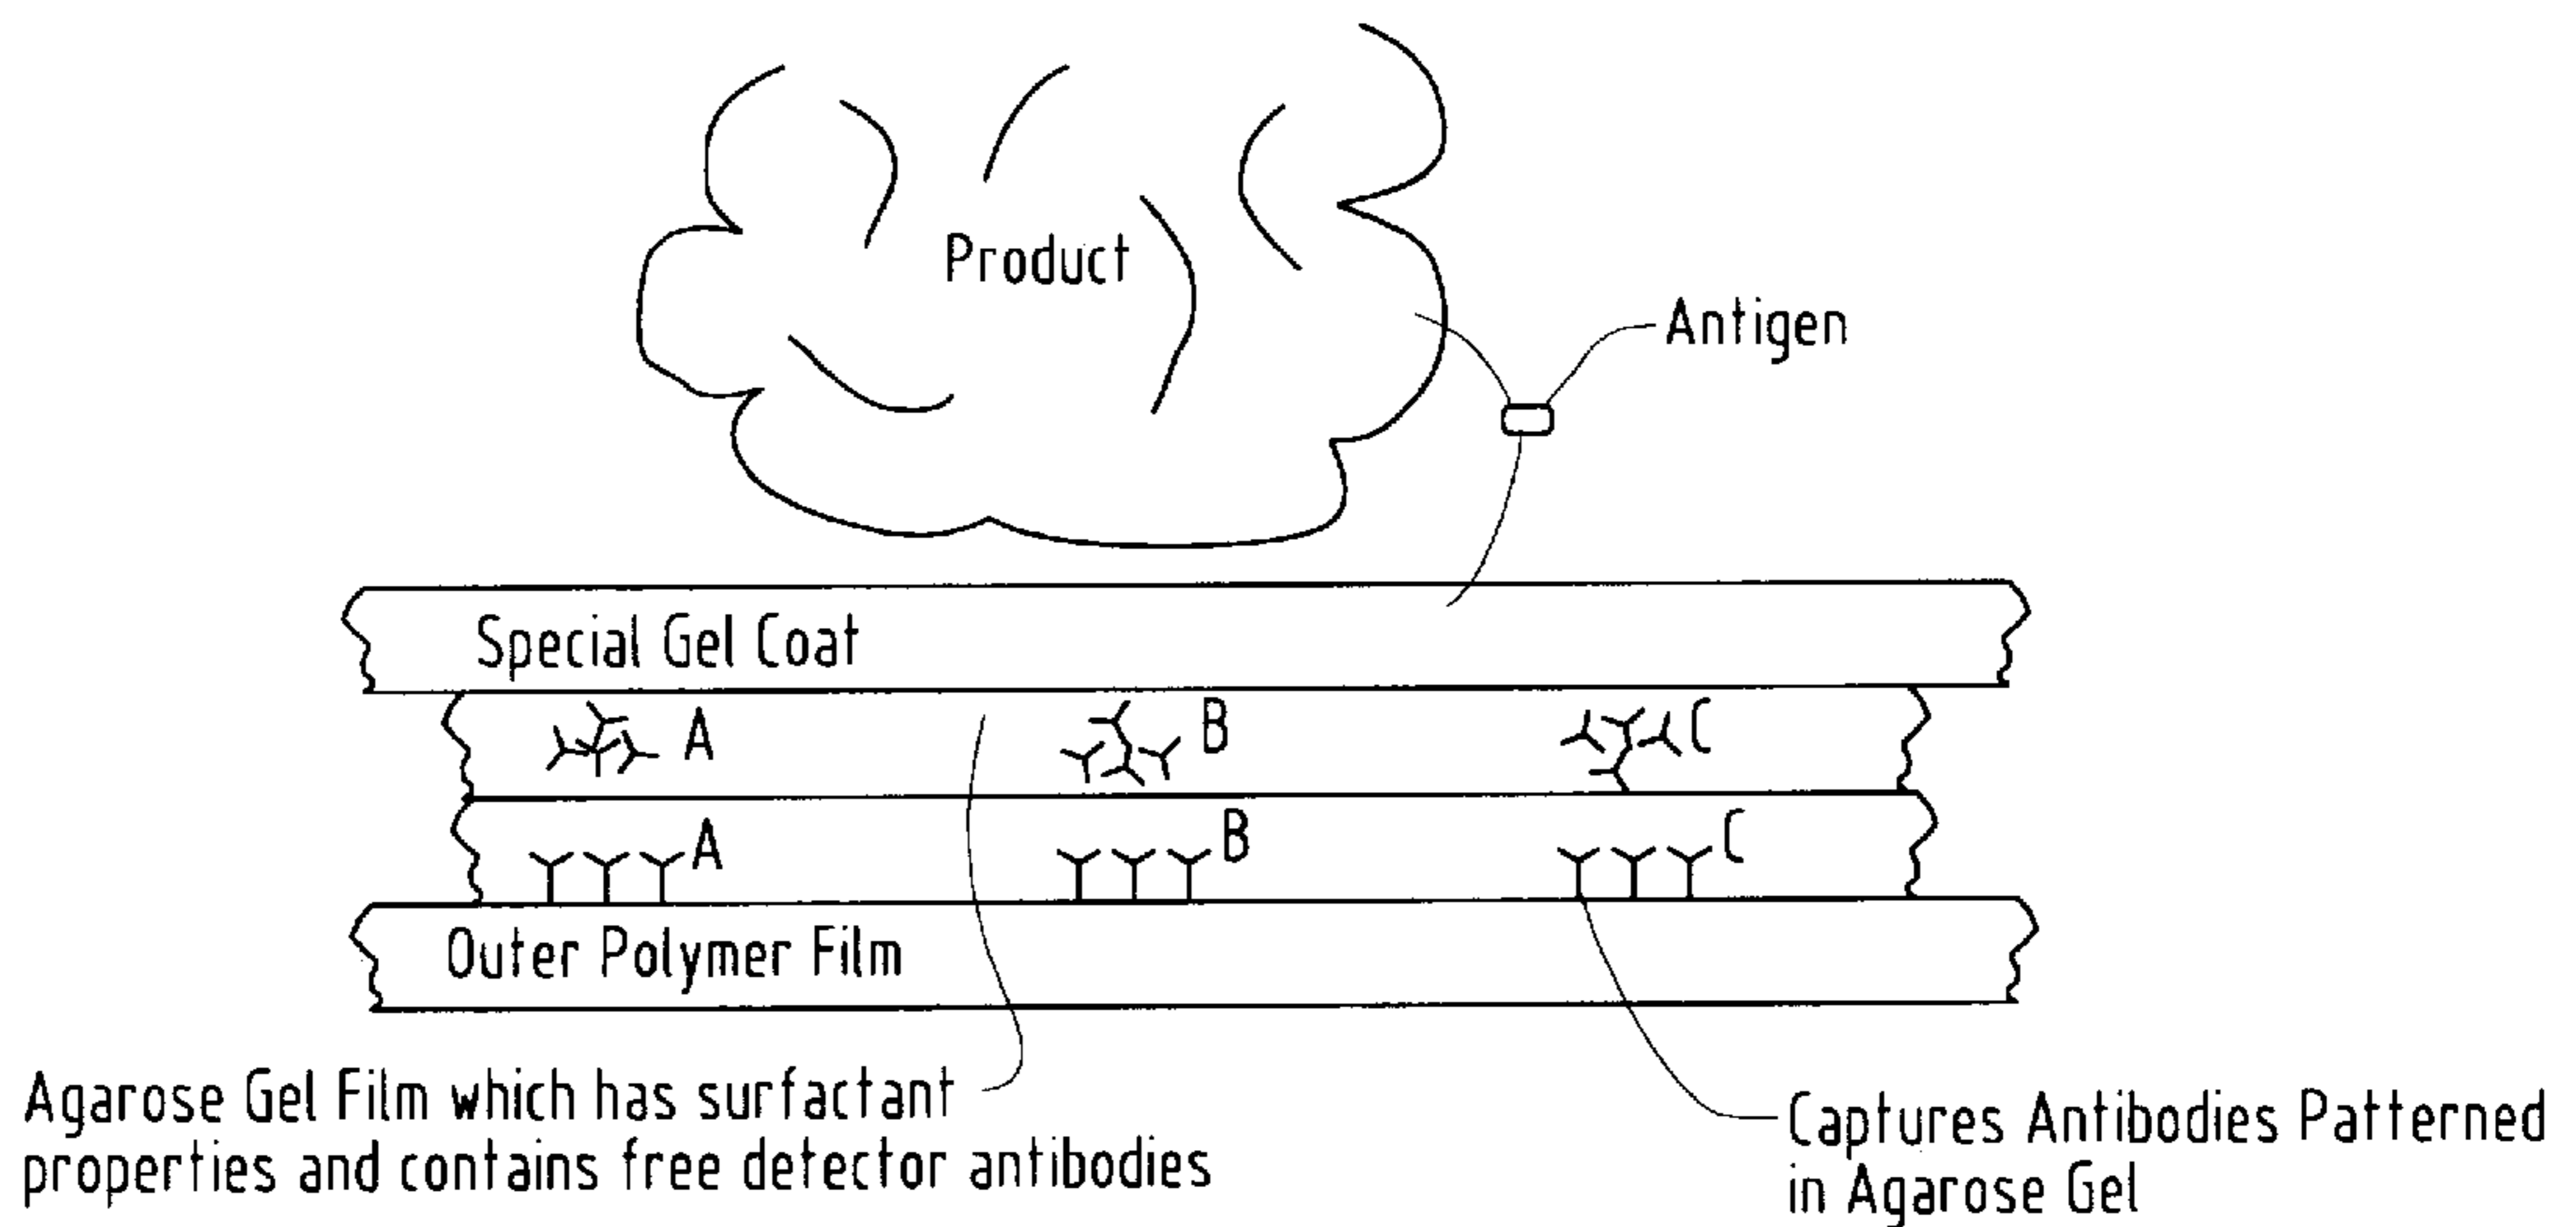 Product
Antigen
Special Gel Coat
A
B
C
A
B
C
Outer Polymer Film
Agarose Gel Film which has surfactant
properties and contains free detector antibodies
Captures Antibodies Patterned
in Agarose Gel